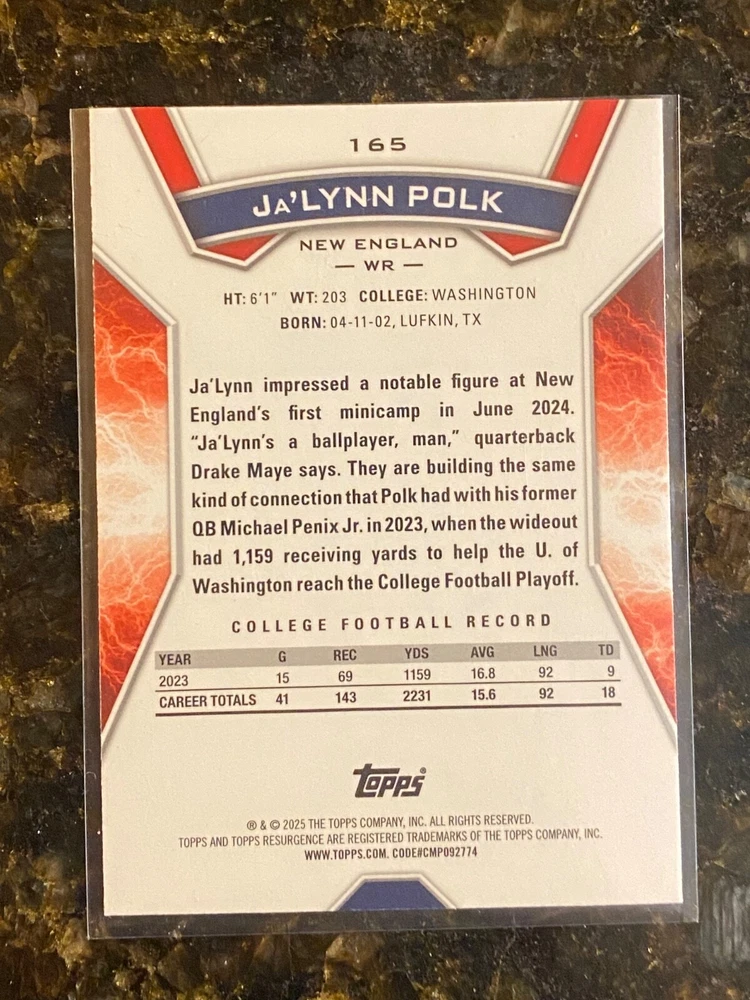 165
JA'LYNN POLK
NEW ENGLAND
— WR —
HT: 6'1" WT: 203 COLLEGE: WASHINGTON
BORN: 04-11-02, LUFKIN, TX
Ja'Lynn impressed a notable figure at New
England's first minicamp in June 2024.
“Ja'Lynn's a ballplayer, man,” quarterback
Drake Maye says. They are building the same
kind of connection that Polk had with his former
QB Michael Penix Jr. in 2023, when the wideout
had 1,159 receiving yards to help the U. of
Washington reach the College Football Playoff.
COLLEGE FOOTBALL RECORD
YEAR G REC YDS AVG LNG TD
2023 15 69 1159 16.8 92 9
CAREER TOTALS 41 143 2231 15.6 92 18
topps®
® & © 2025 THE TOPPS COMPANY, INC. ALL RIGHTS RESERVED.
TOPPS AND TOPPS RESURGENCE ARE REGISTERED TRADEMARKS OF THE TOPPS COMPANY, INC.
WWW.TOPPS.COM. CODE#CMP092774